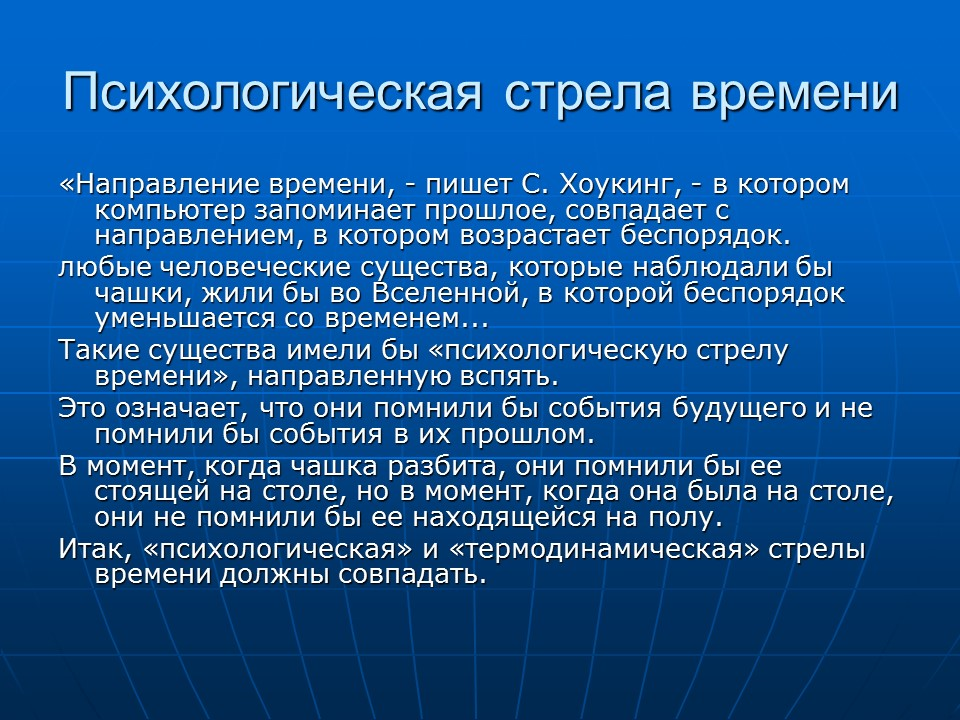 Психологическая стрела времени
«Направление времени, - пишет С. Хоукинг, - в котором
компьютер запоминает прошлое, совпадает с
направлением, в котором возрастает беспорядок.
любые человеческие существа, которые наблюдали бы
чашки, жили бы во Вселенной, в которой беспорядок
уменьшается со временем...
Такие существа имели бы «психологическую стрелу
времени», направленную вспять.
Это означает, что они помнили бы события будущего и не
помнили бы события в их прошлом.
В момент, когда чашка разбита, они помнили бы ее
стоящей на столе, но в момент, когда она была на столе,
они не помнили бы ее находящейся на полу.
Итак, «психологическая» и «термодинамическая» стрелы
времени должны совпадать.